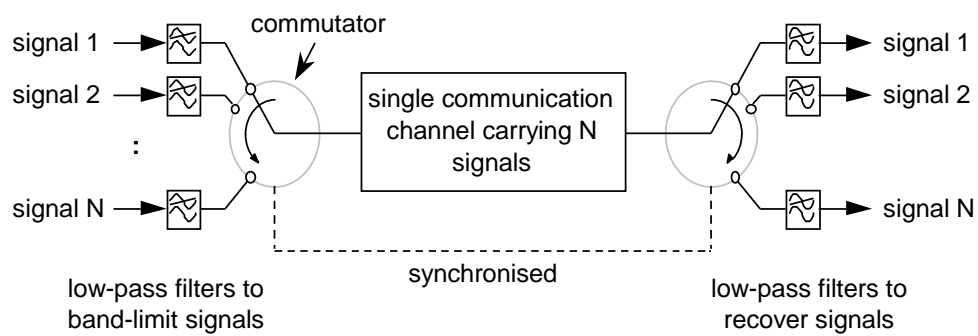 commutator
signal 1
signal 2
:
signal N
single communication
channel carrying N
signals
signal 1
signal 2
signal N
synchronised
low-pass filters to
band-limit signals
low-pass filters to
recover signals